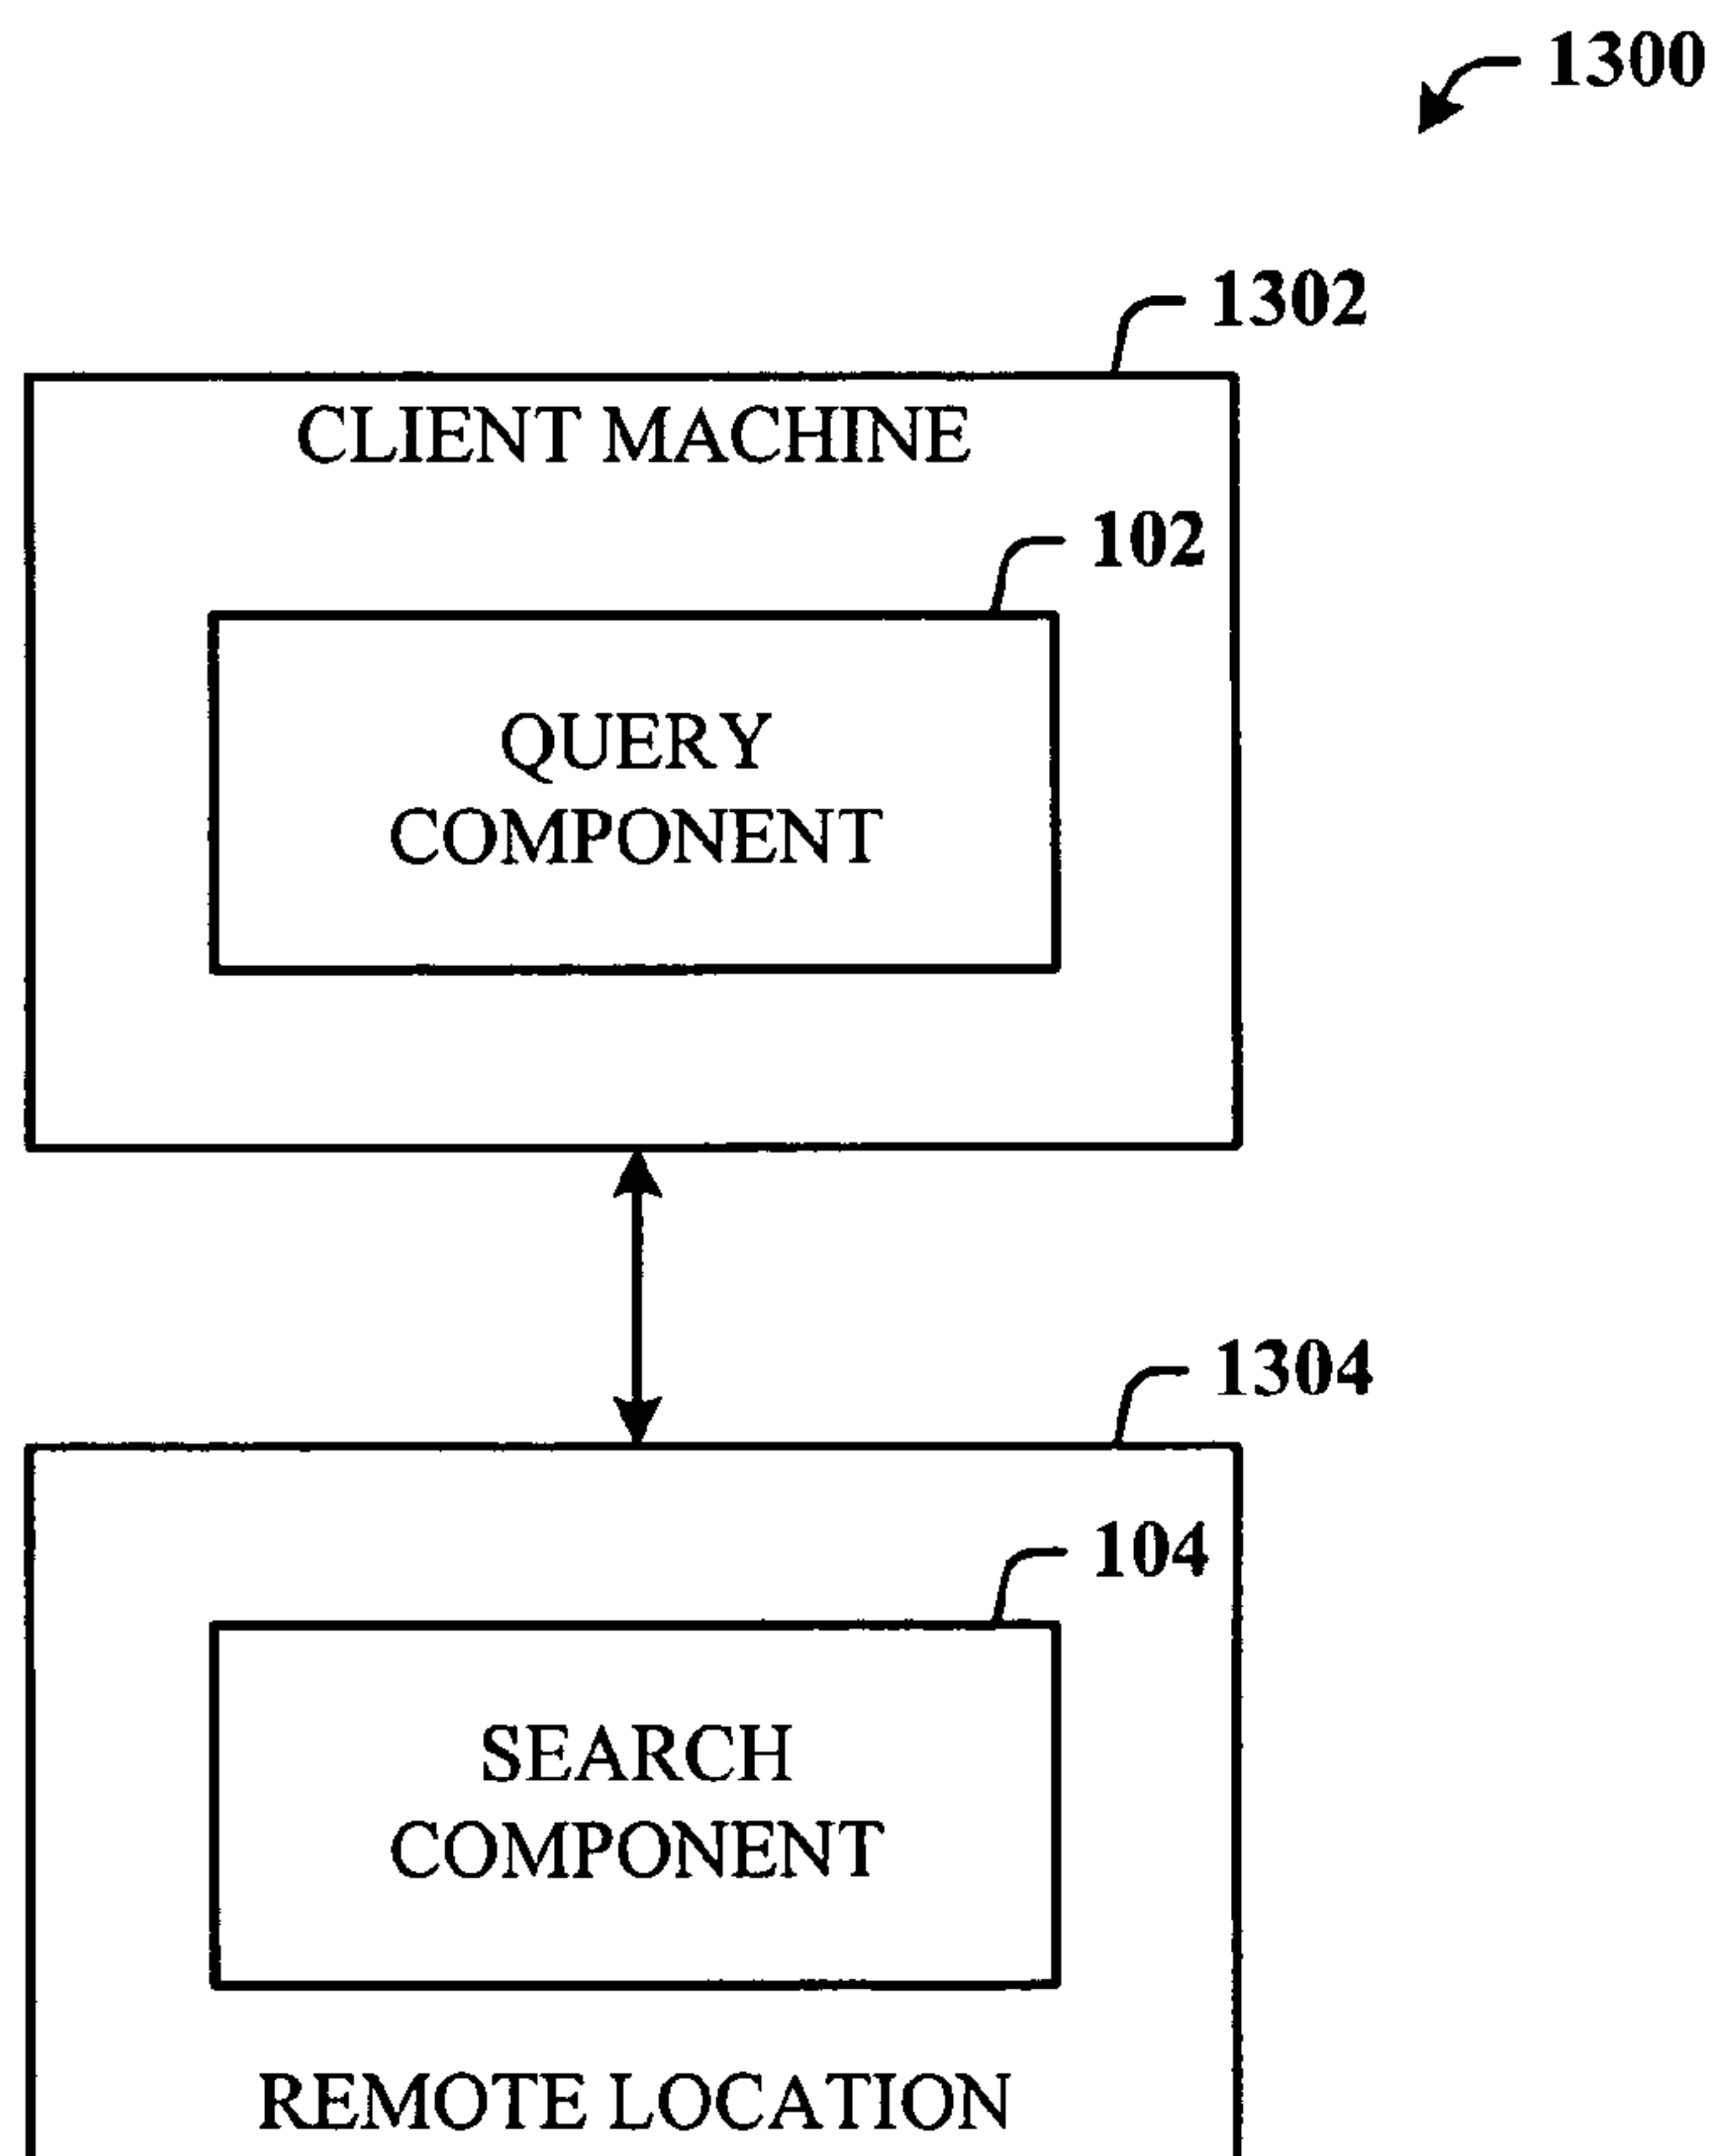 1300
1302
CLIENT MACHINE
102
QUERY
COMPONENT
1304
104
SEARCH
COMPONENT
REMOTE LOCATION